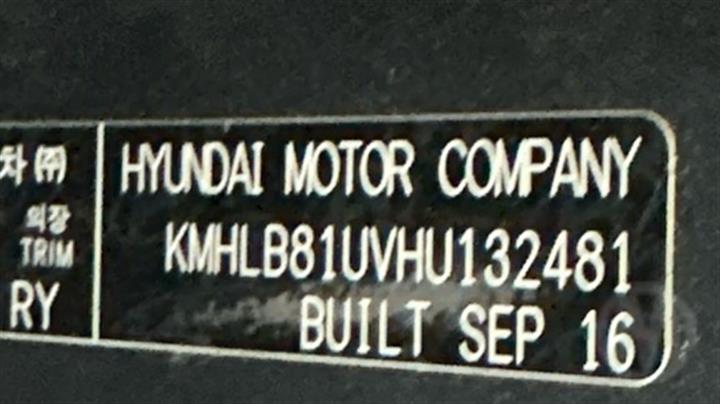 차 ㈜
HYUNDAI MOTOR COMPANY
의장
TRIM
KMHLB81UVHU132481
RY
BUILT SEP 16